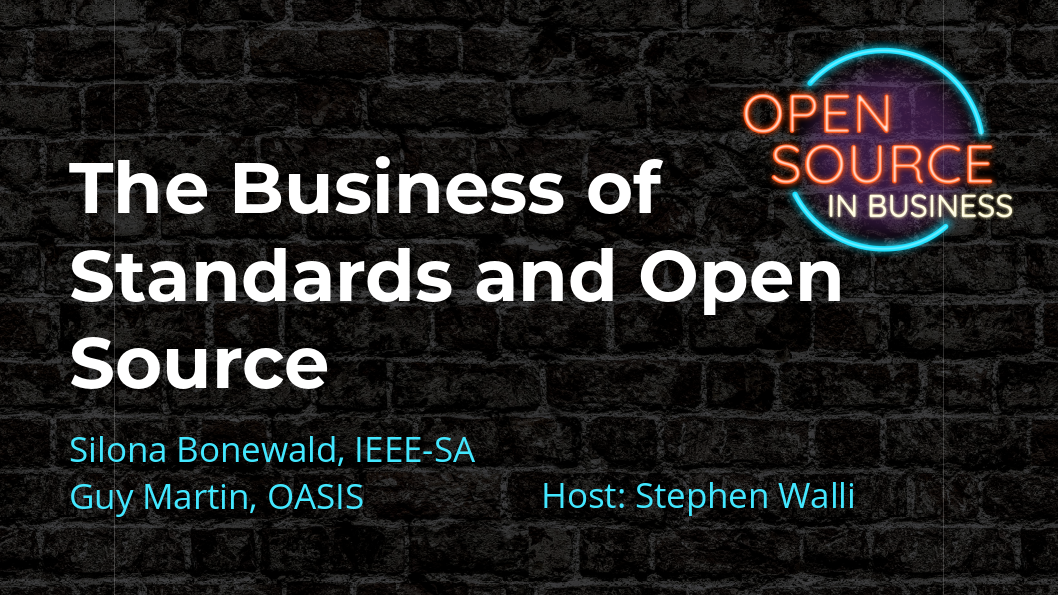 OPEN
SOURCE
IN BUSINESS
The Business of
Standards and Open
Source
Silona Bonewald, IEEE-SA
Guy Martin, OASIS
Host: Stephen Walli